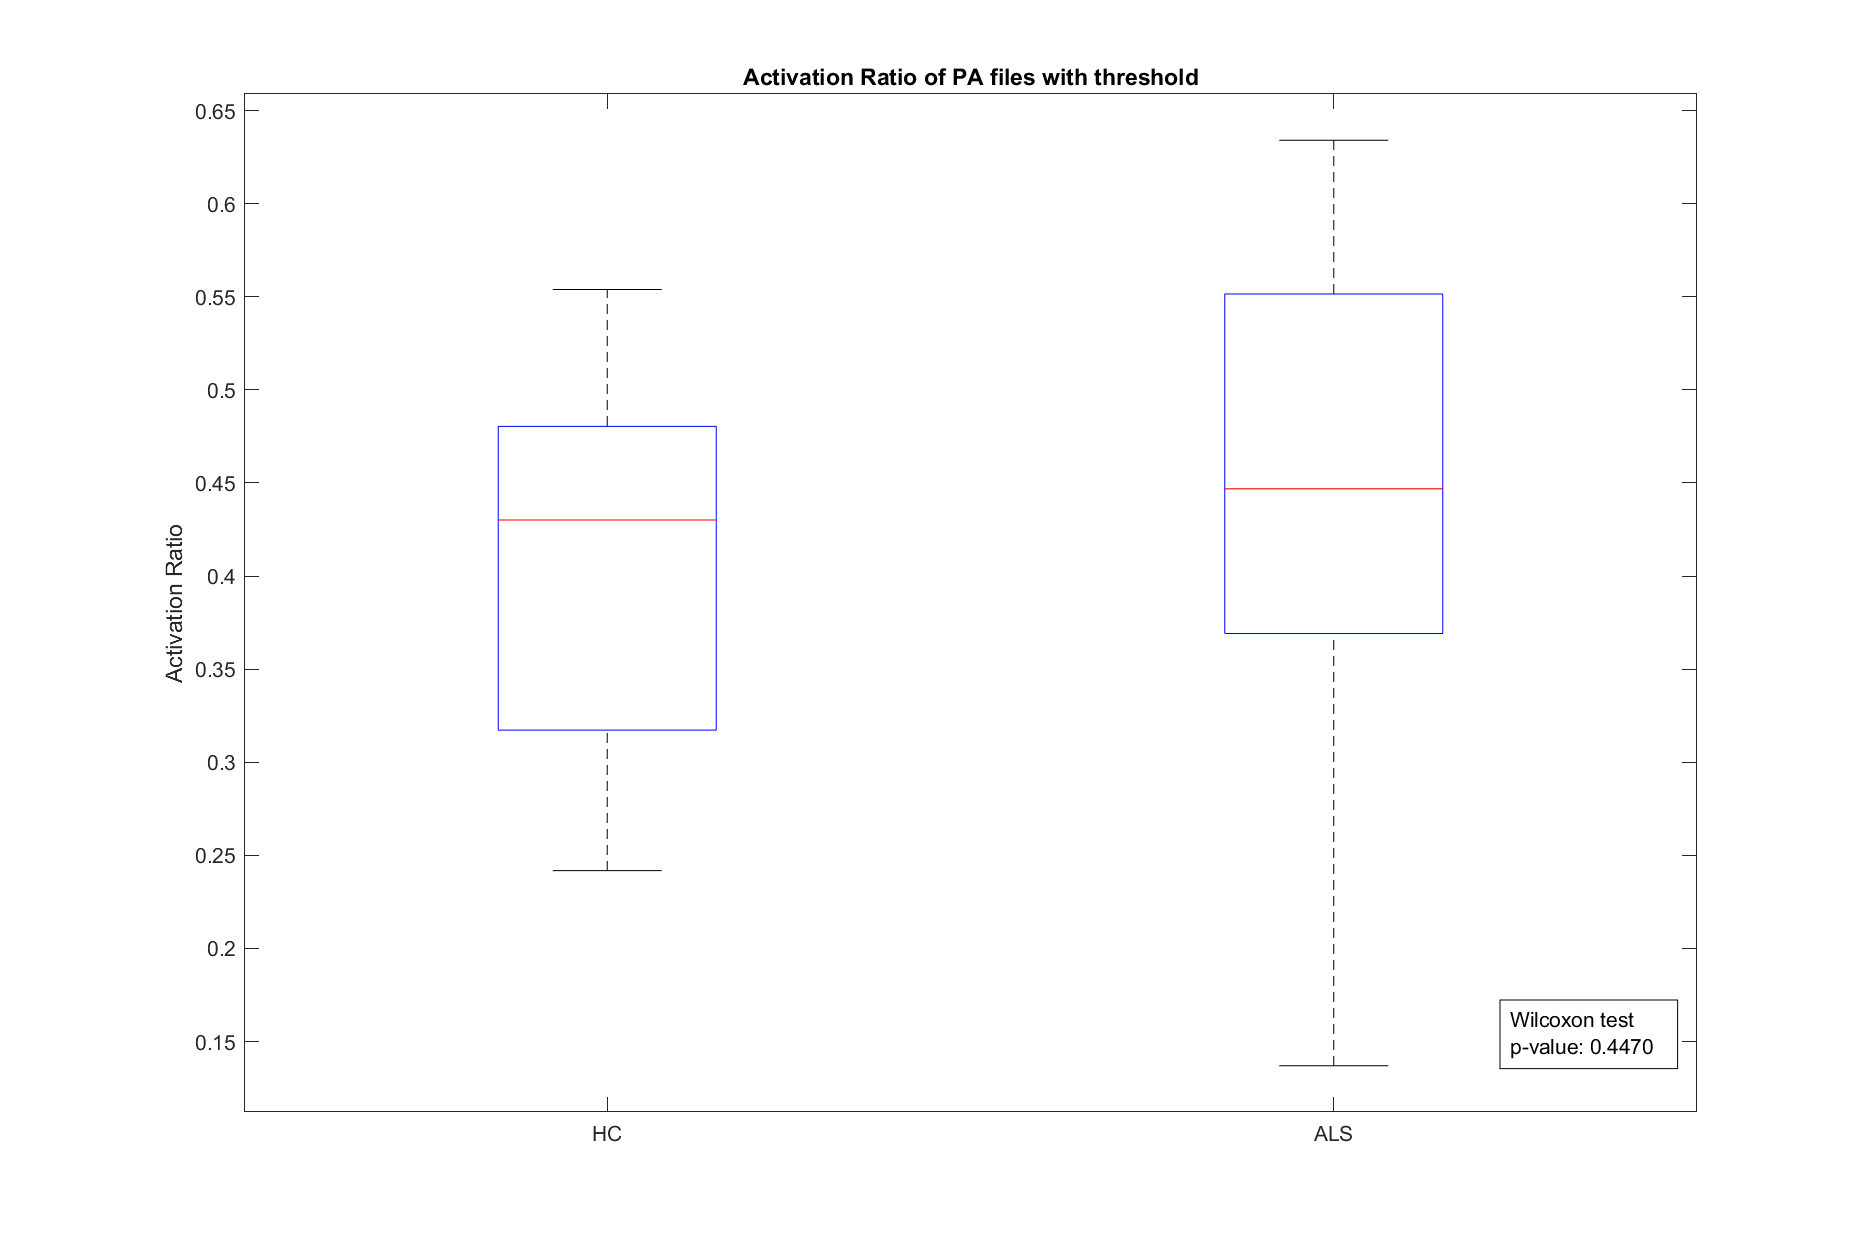 Activation Ratio of PA files with threshold
0.65
0.6
0.55
0.5
0.45
0.4
0.35
0.3
0.25
0.2
0.15
Activation Ratio
HC
ALS
Wilcoxon test
p-value: 0.4470